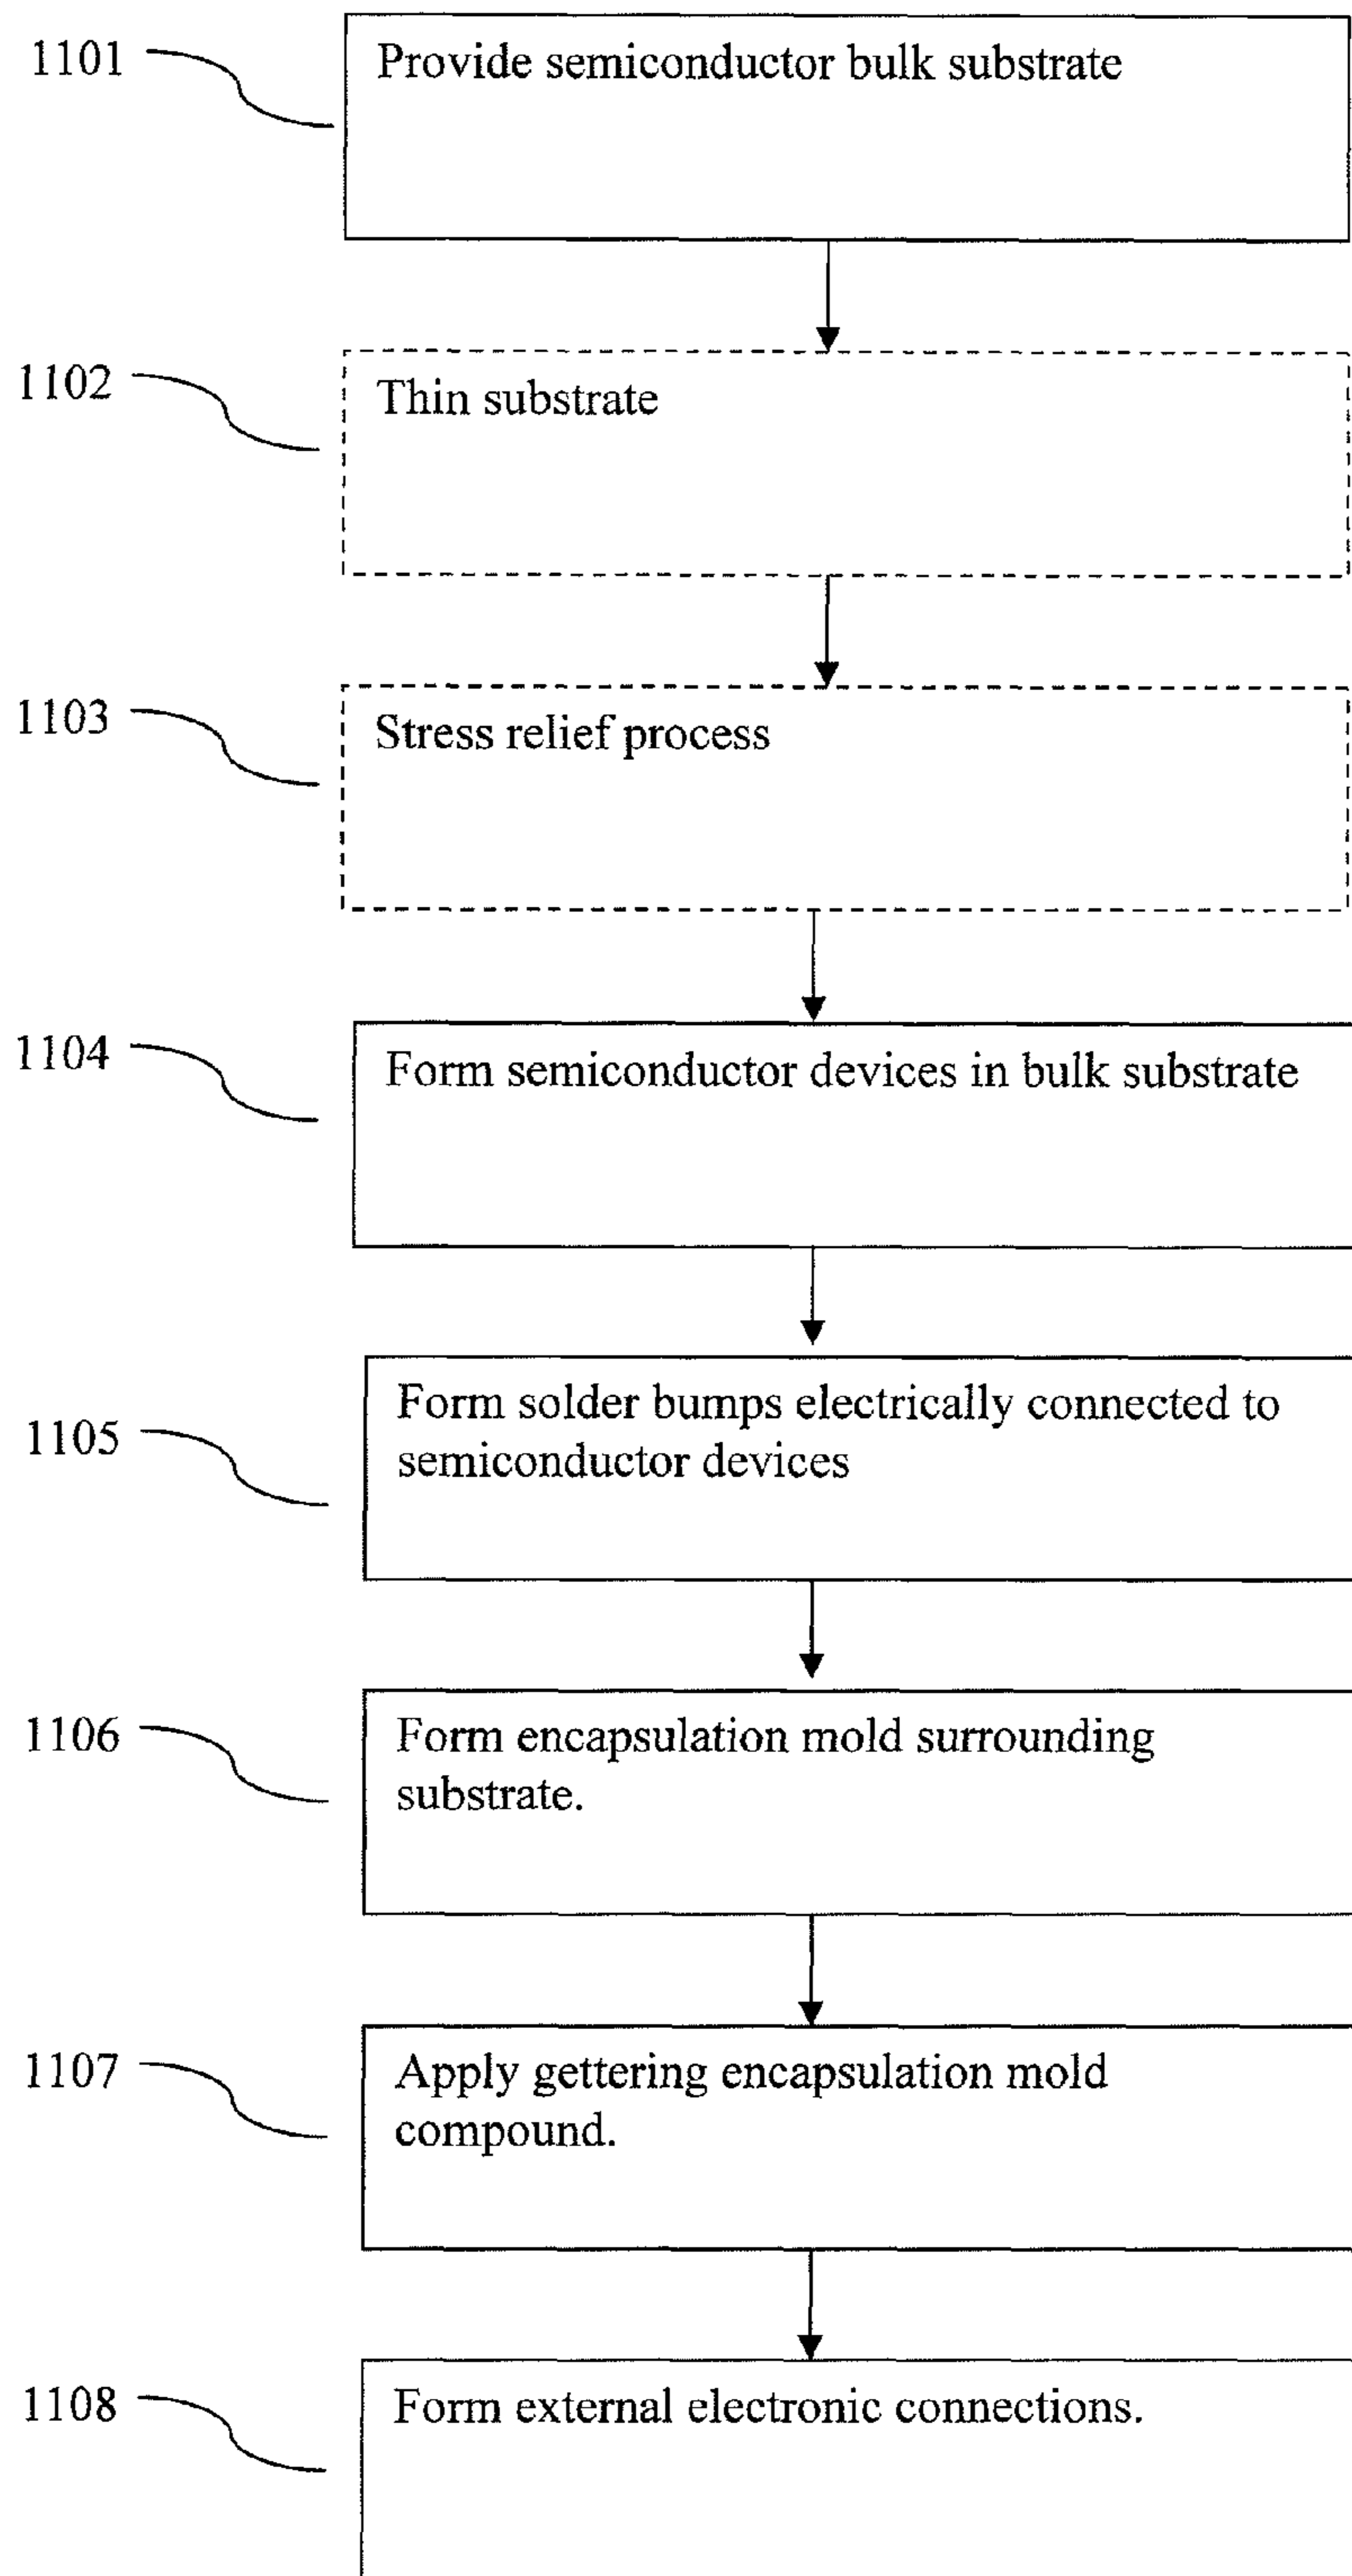 1101
Provide semiconductor bulk substrate
1102
Thin substrate
1103
Stress relief process
1104
Form semiconductor devices in bulk substrate
1105
Form solder bumps electrically connected to
semiconductor devices
1106
Form encapsulation mold surrounding
substrate.
1107
Apply gettering encapsulation mold
compound.
1108
Form external electronic connections.